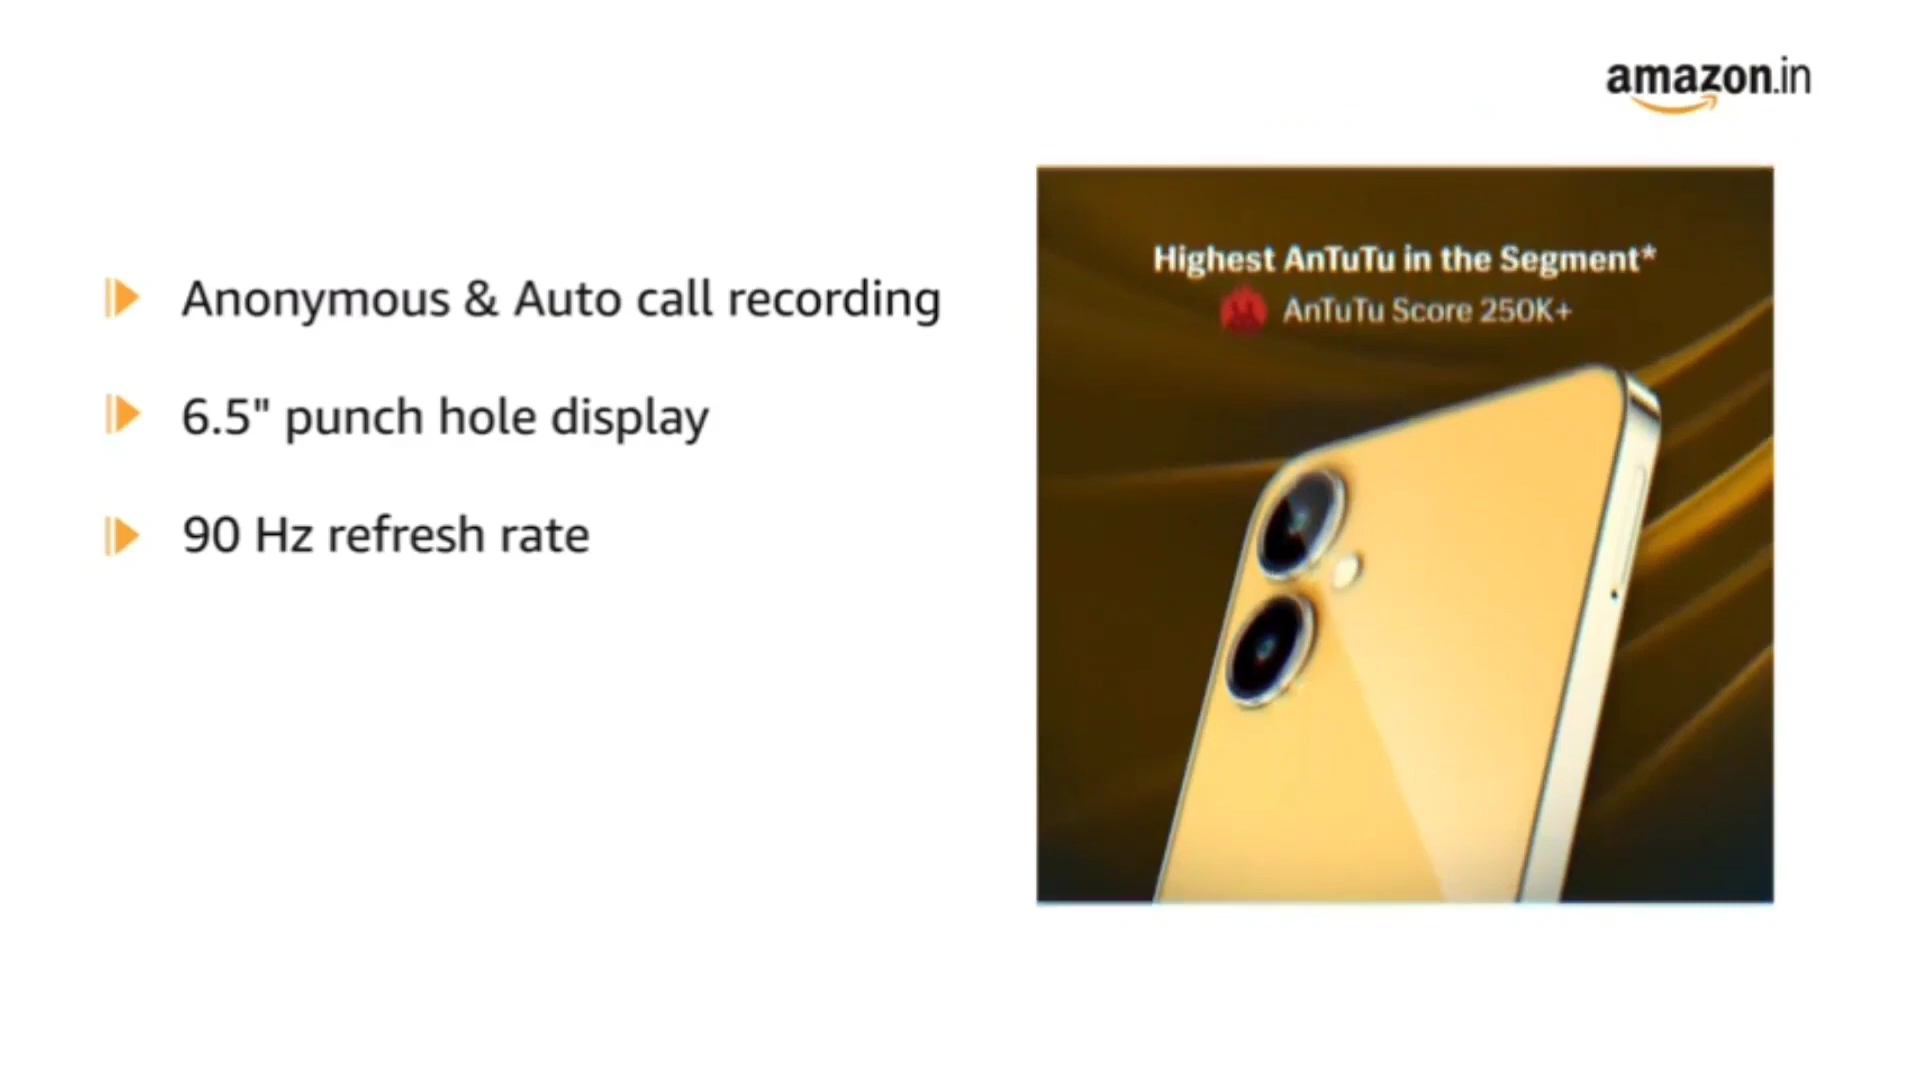 amazon.in
Anonymous & Auto call recording
6.5" punch hole display
90 Hz refresh rate
Highest AnTuTu in the Segment*
AnTuTu Score 250K+